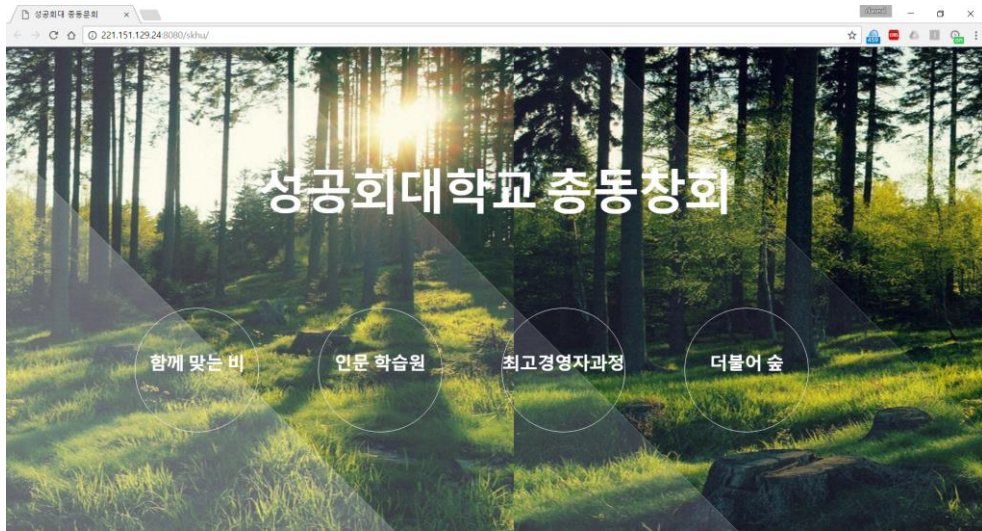 성공회대 총동문회
221.151.129.24:8080/skhu/
성공회대학교 총동창회
함께 맞는 비
인문 학습원
최고경영자과정
더불어 숲